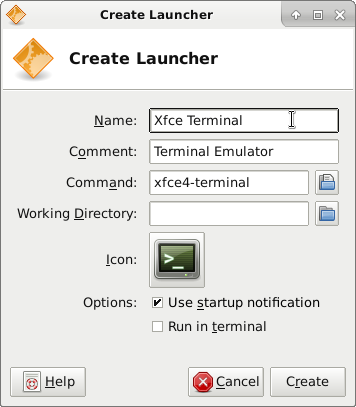 Create Launcher
Create Launcher
Name: Xfce Terminal
Comment: Terminal Emulator
Command: xfce4-terminal
Working Directory:
Icon: >_
Options: Use startup notification
Run in terminal
Help Cancel Create